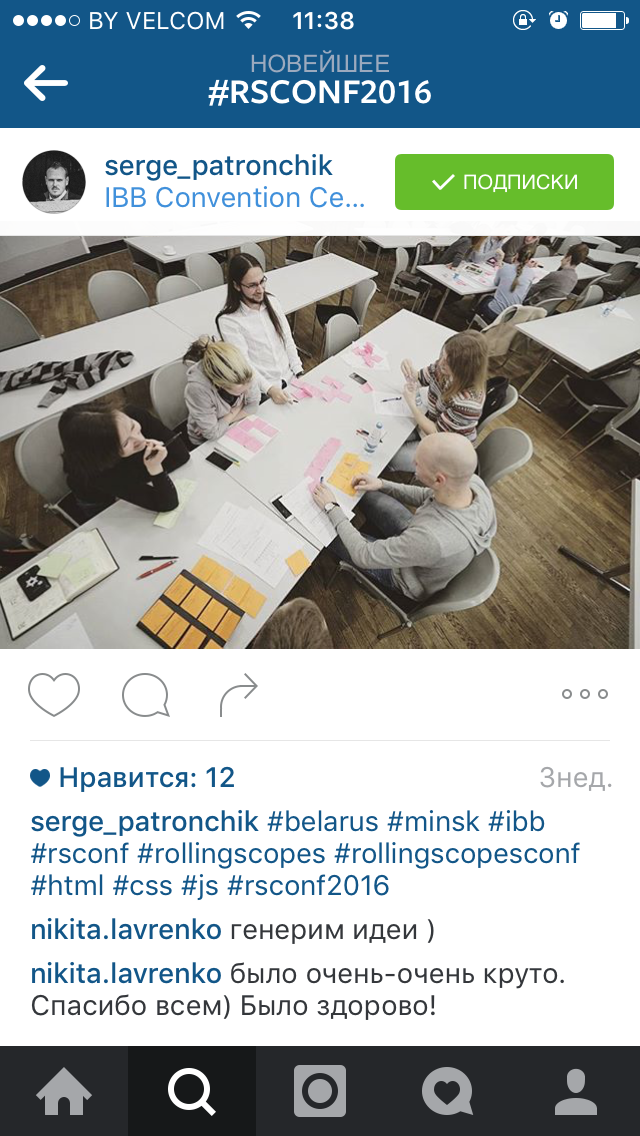 BY VELCOM 11:38
НОВЕЙШЕЕ
#RSCONF2016
serge_patronchik
IBB Convention Ce...
ПОДПИСКИ
Нравится: 12
3нед.
serge_patronchik #belarus #minsk #ibb
#rsconf #rollingscopes #rollingscopesconf
#html #css #js #rsconf2016
nikita.lavrenko генерим идеи )
nikita.lavrenko было очень-очень круто.
Спасибо всем) Было здорово!